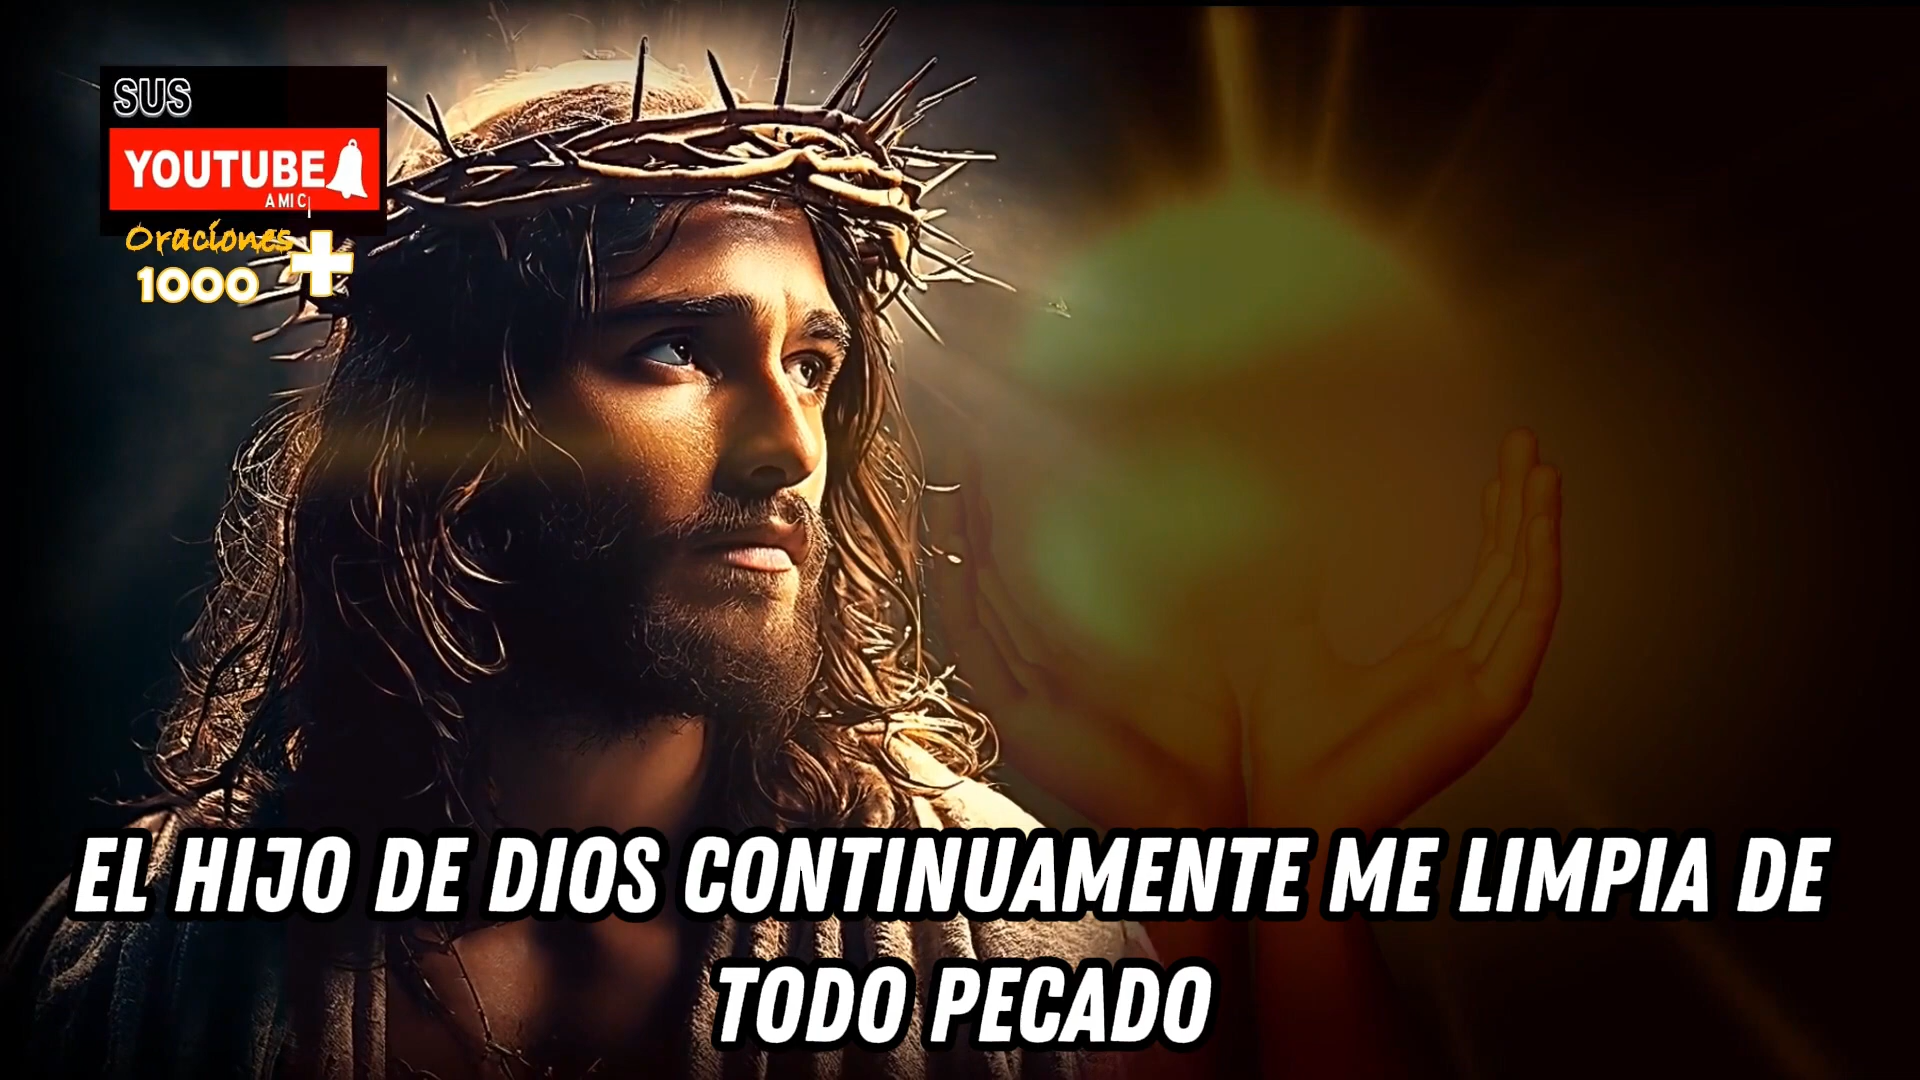 SUS
YOUTUBE
AMIC
Oraciones
1000
EL HIJO DE DIOS CONTINUAMENTE ME LIMPIA DE
TODO PECADO